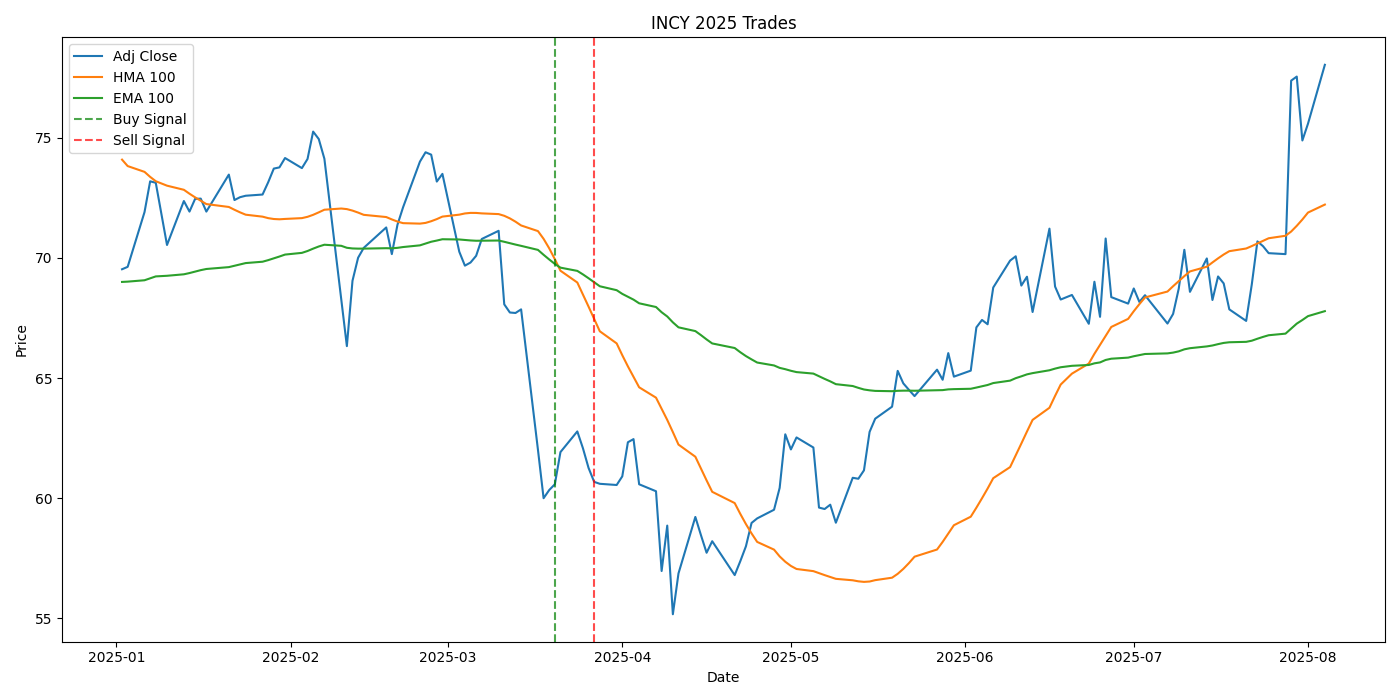 INCY 2025 Trades
Adj Close
HMA 100
EMA 100
Buy Signal
Sell Signal
Price
75
70
65
60
55
2025-01 2025-02 2025-03 2025-04 2025-05 2025-06 2025-07 2025-08
Date